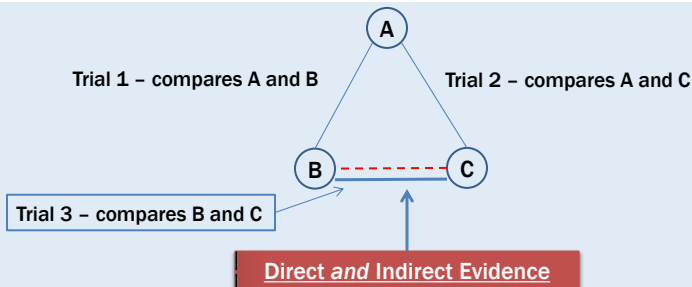 A
Trial 1 – compares A and B
Trial 2 – compares A and C
B
C
Trial 3 – compares B and C
Direct and Indirect Evidence